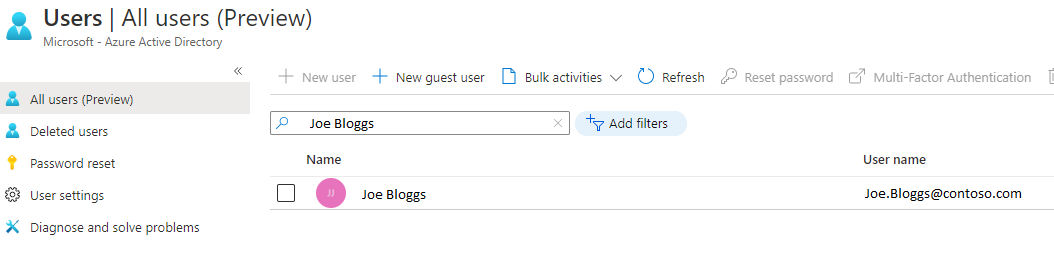 Users | All users (Preview)
Microsoft - Azure Active Directory
«
New user New guest user Bulk activities Refresh Reset password Multi-Factor Authentication
All users (Preview)
Deleted users
Password reset
User settings
Diagnose and solve problems
Joe Bloggs
Add filters
Name User name
JJ Joe Bloggs Joe.Bloggs@contoso.com